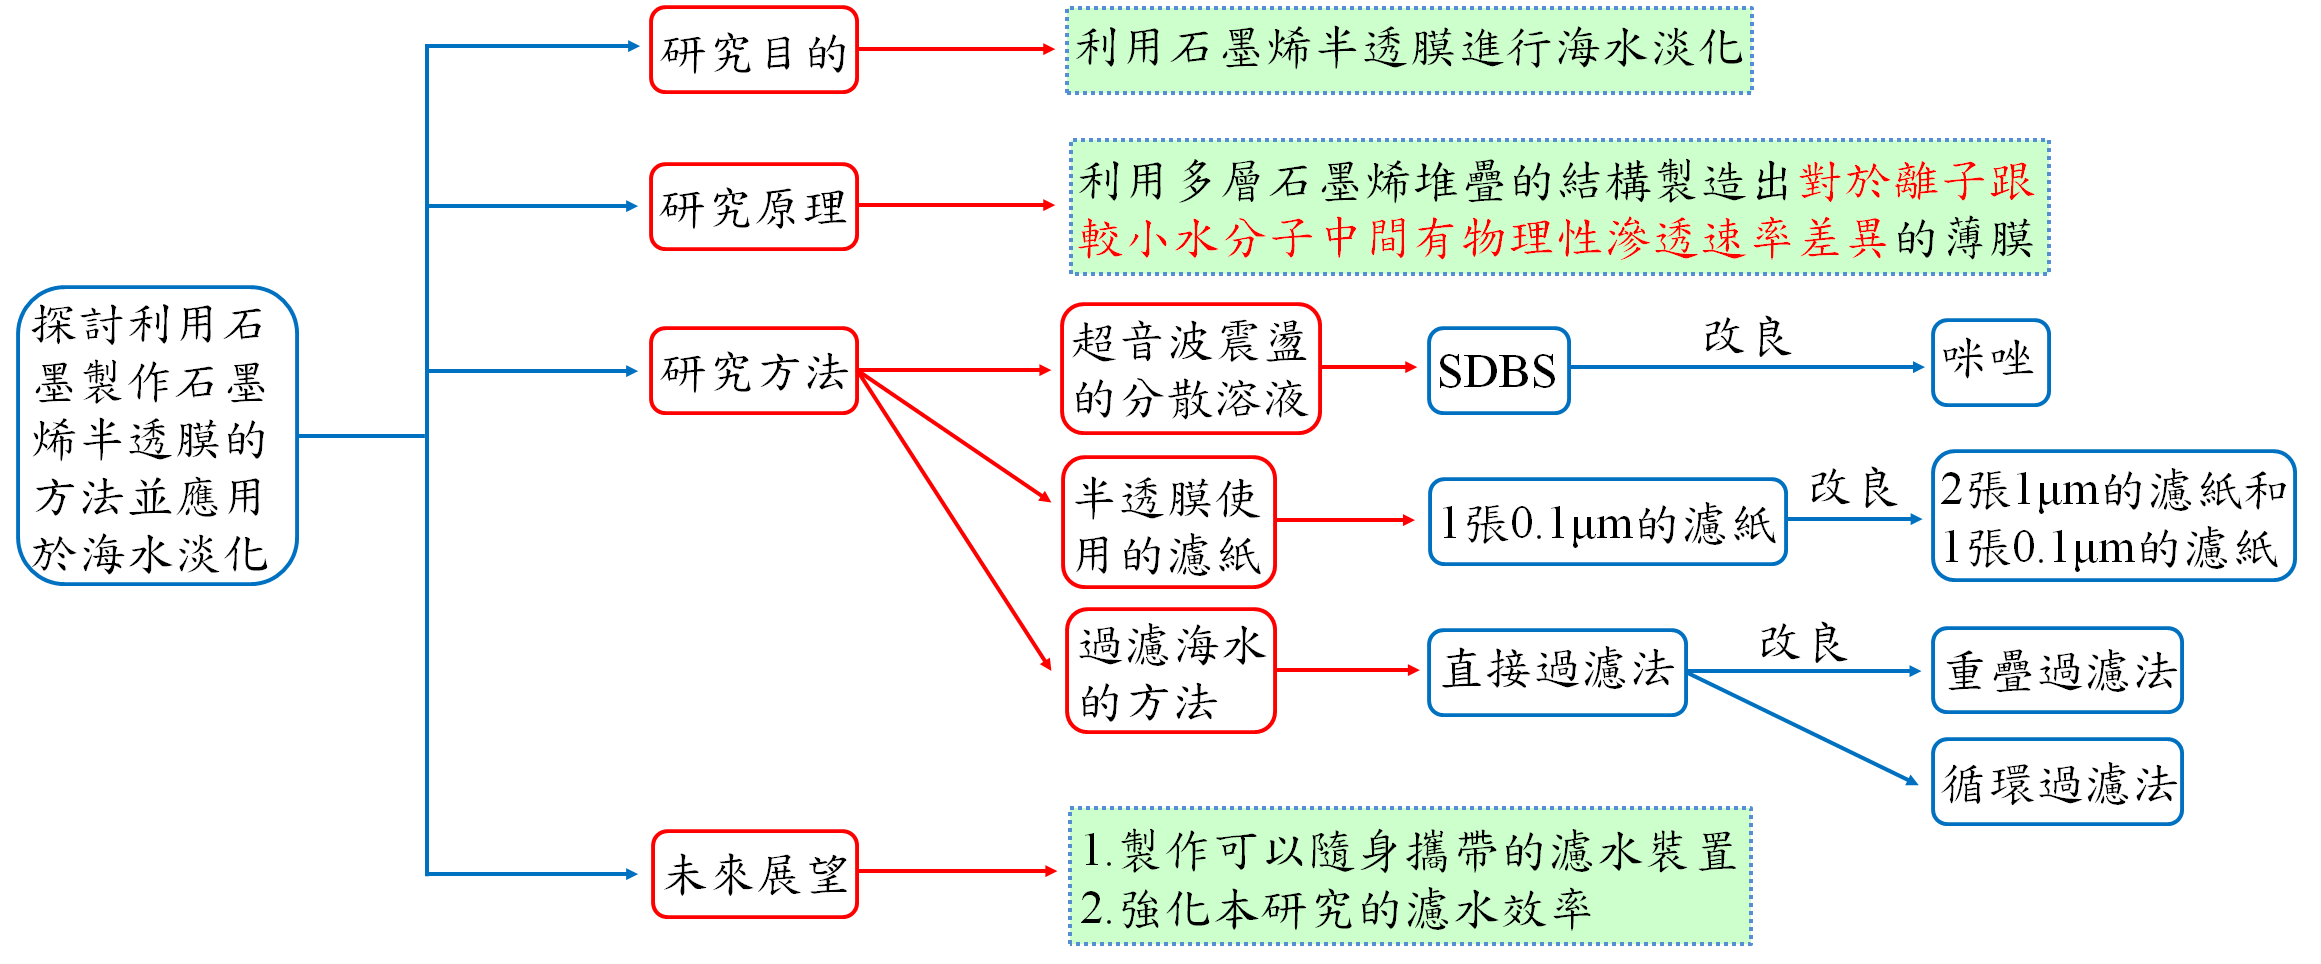 探討利用石
墨製作石墨
烯半透膜的
方法並應用
於海水淡化
研究目的
利用石墨烯半透膜進行海水淡化
研究原理
利用多層石墨烯堆疊的結構製造出對於離子跟
較小水分子中間有物理性滲透速率差異的薄膜
研究方法
超音波震盪
的分散溶液
SDBS
改良
咪唑
半透膜使
用的濾紙
1張0.1μm的濾紙
改良
2張1μm的濾紙和
1張0.1μm的濾紙
過濾海水
的方法
直接過濾法
改良
重疊過濾法
循環過濾法
未來展望
1.製作可以隨身攜帶的濾水裝置
2.強化本研究的濾水效率